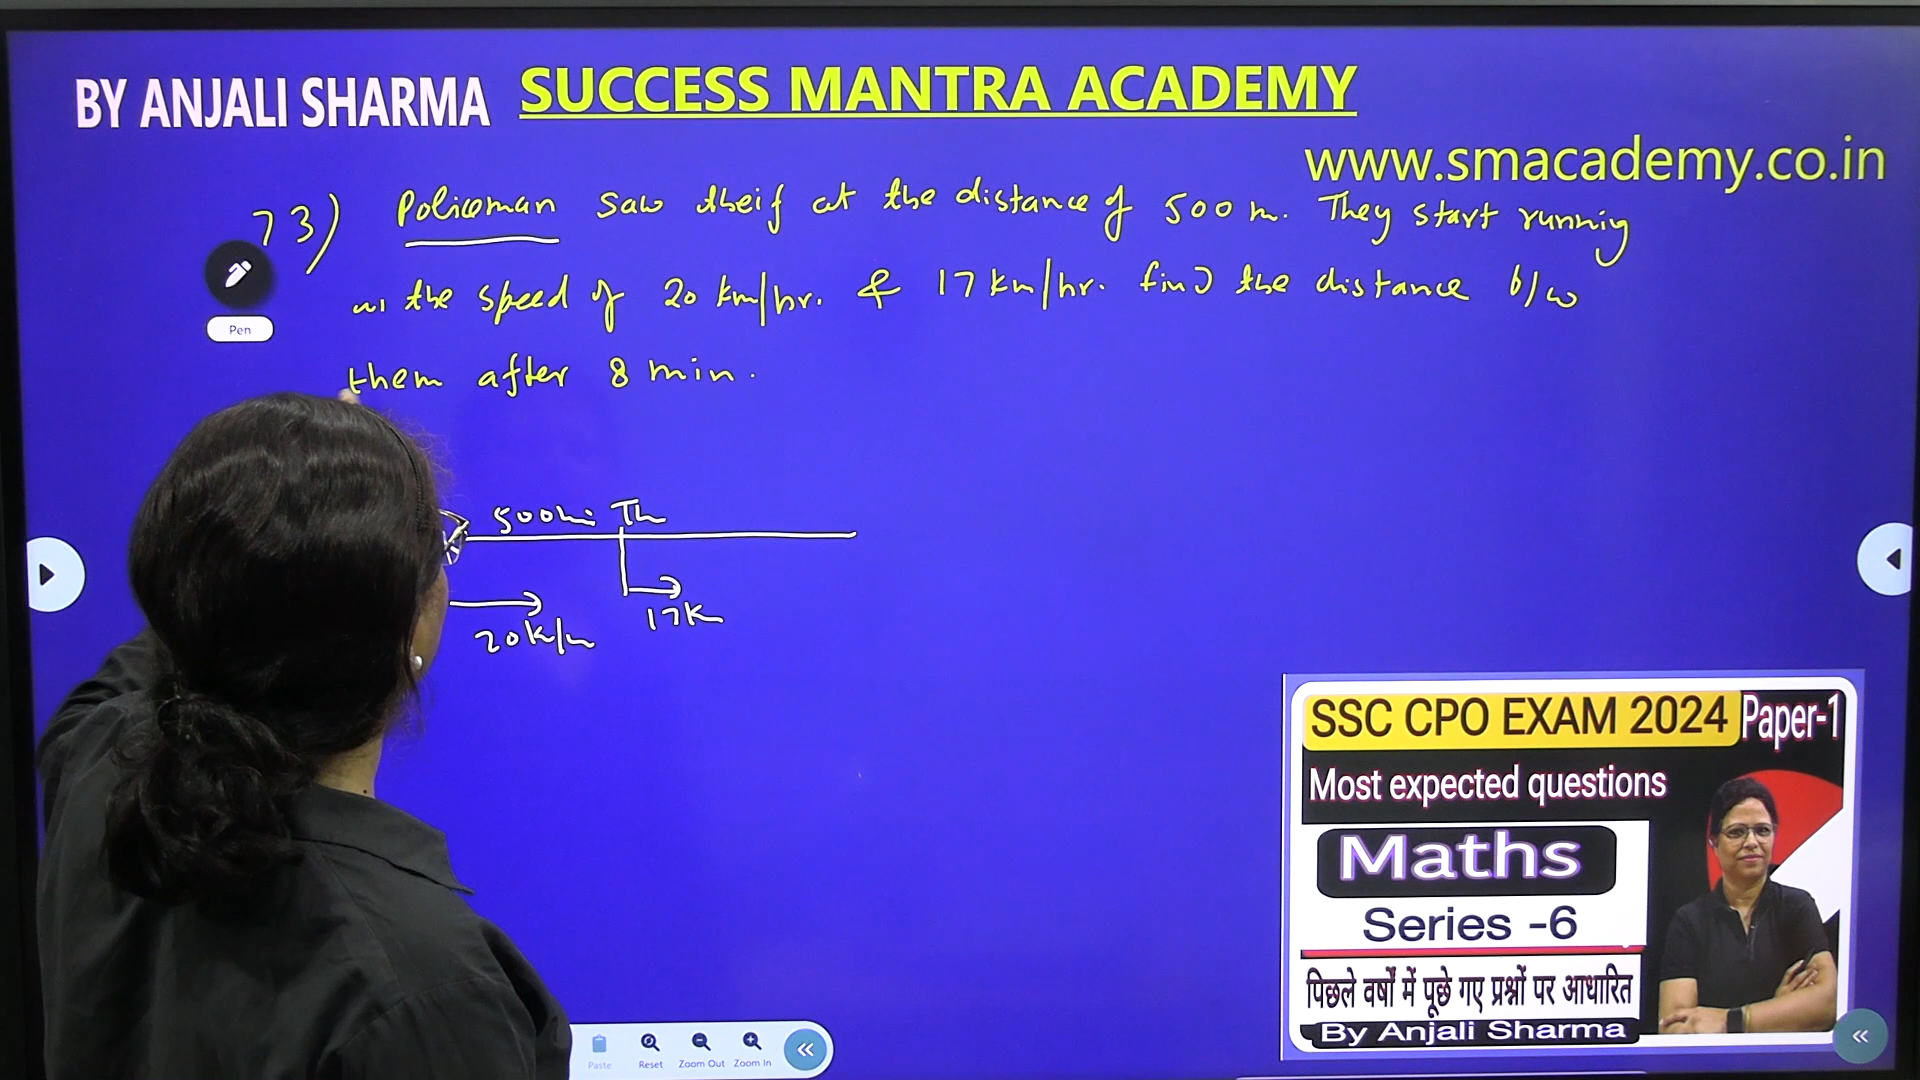 BY ANJALI SHARMA SUCCESS MANTRA ACADEMY
www.smacademy.co.in
73) Policeman saw theif at the distance of 500 m. They start running
the speed of 20 km/hr. & 17 km/hr. find the distance b/w
them after 8 min.
Pen
500m Th
20k/h
17k
SSC CPO EXAM 2024 Paper-1
Most expected questions
Maths
Series -6
पिछले वर्षों में पूछे गए प्रश्नों पर आधारित
By Anjali Sharma
Paste Reset Zoom Out Zoom In